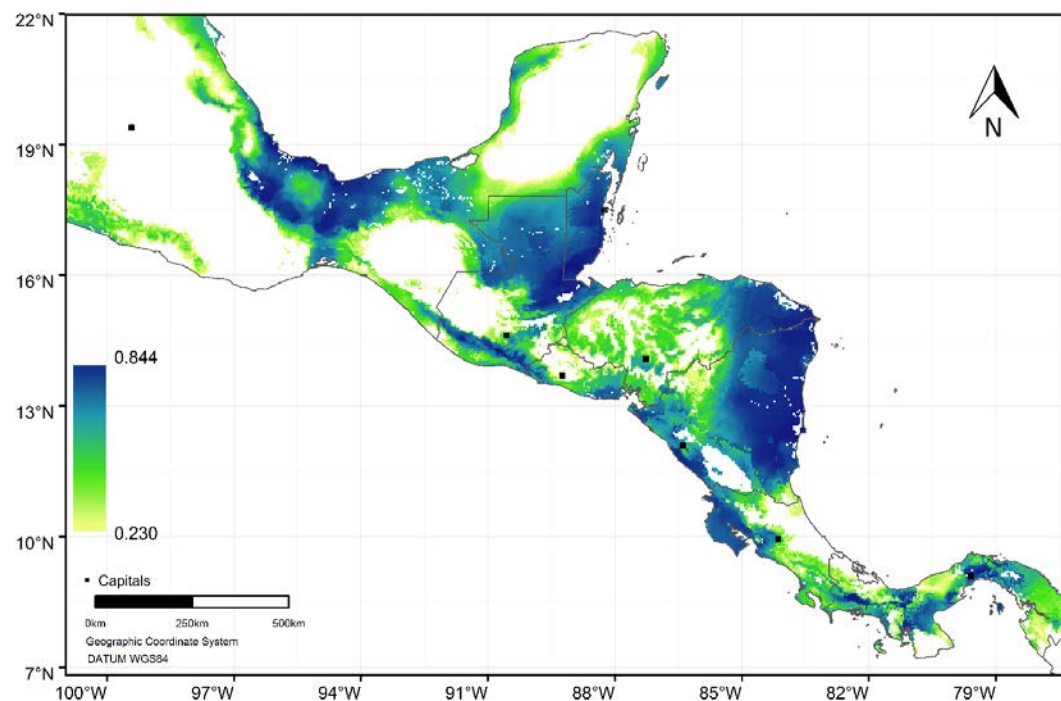 22°N
19°N
16°N
13°N
10°N
7°N
N
0.844
0.230
Capitals
0km 250km 500km
Geographic Coordinate System
DATUM WGS84
100°W 97°W 94°W 91°W 88°W 85°W 82°W 79°W